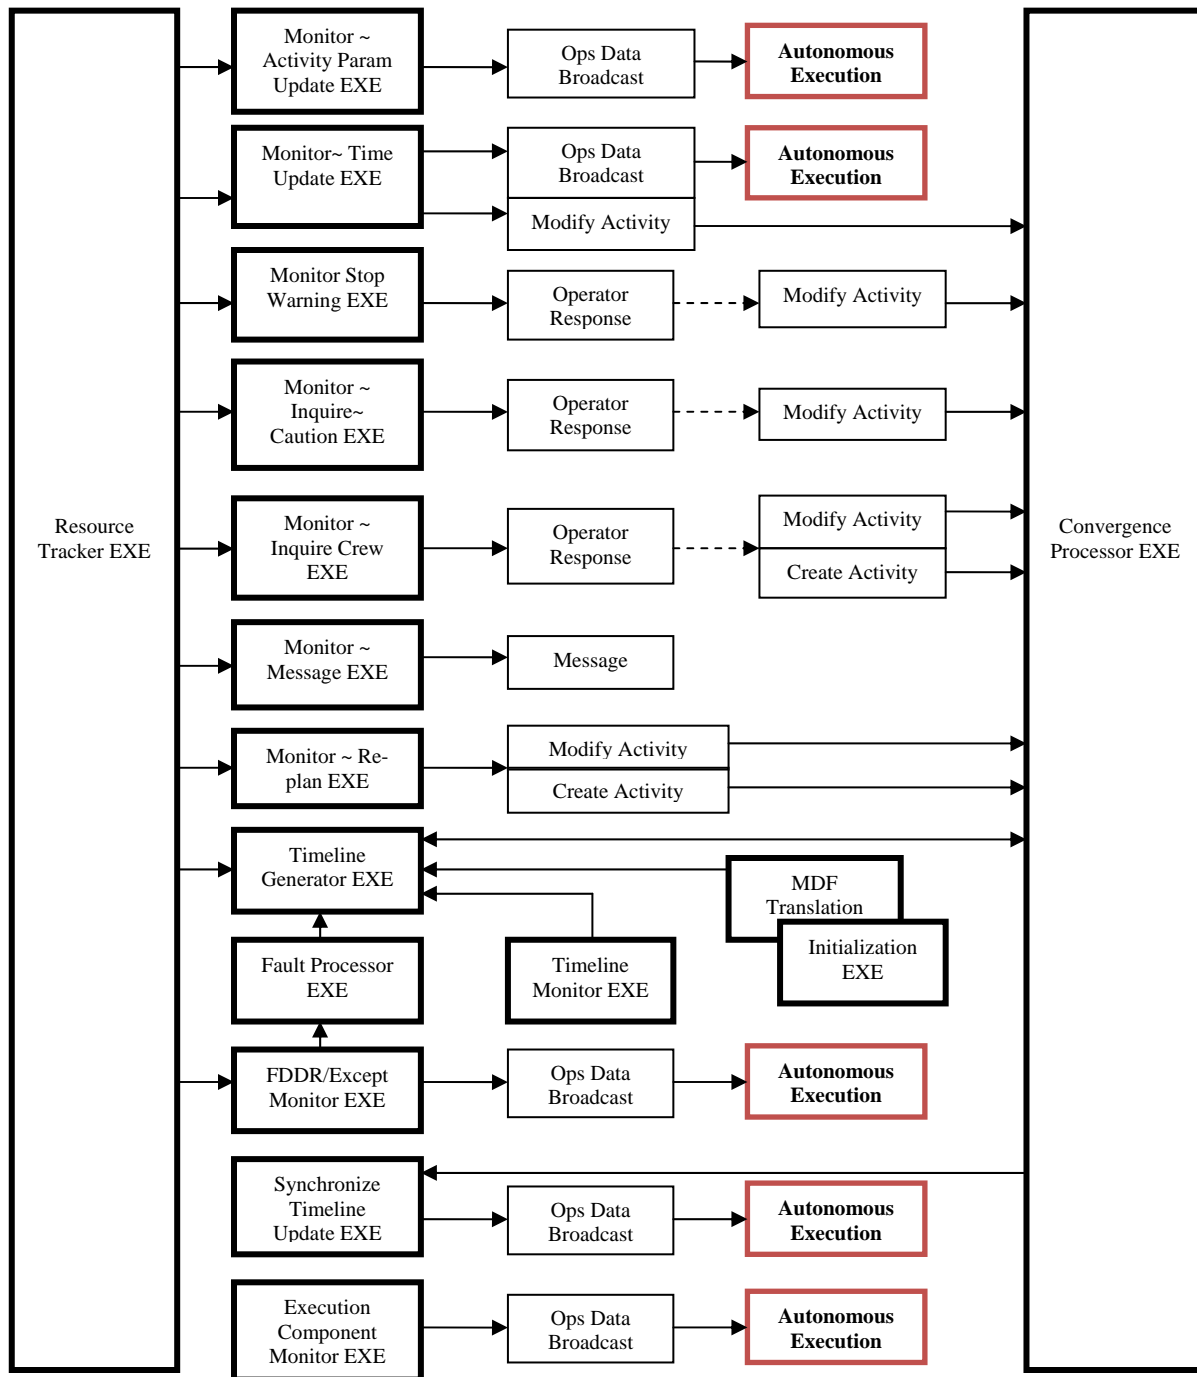 Monitor ~
Activity Param
Update EXE
Ops Data
Broadcast
Autonomous
Execution
Monitor~ Time
Update EXE
Ops Data
Broadcast
Autonomous
Execution
Modify Activity
Monitor Stop
Warning EXE
Operator
Response
Modify Activity
Monitor ~
Inquire~
Caution EXE
Operator
Response
Modify Activity
Resource
Tracker EXE
Monitor ~
Inquire Crew
EXE
Operator
Response
Modify Activity
Create Activity
Convergence
Processor EXE
Monitor ~
Message EXE
Message
Monitor ~ Re-
plan EXE
Modify Activity
Create Activity
Timeline
Generator EXE
MDF
Translation
Initialization
EXE
Fault Processor
EXE
Timeline
Monitor EXE
FDDR/Except
Monitor EXE
Ops Data
Broadcast
Autonomous
Execution
Synchronize
Timeline
Update EXE
Ops Data
Broadcast
Autonomous
Execution
Execution
Component
Monitor EXE
Ops Data
Broadcast
Autonomous
Execution